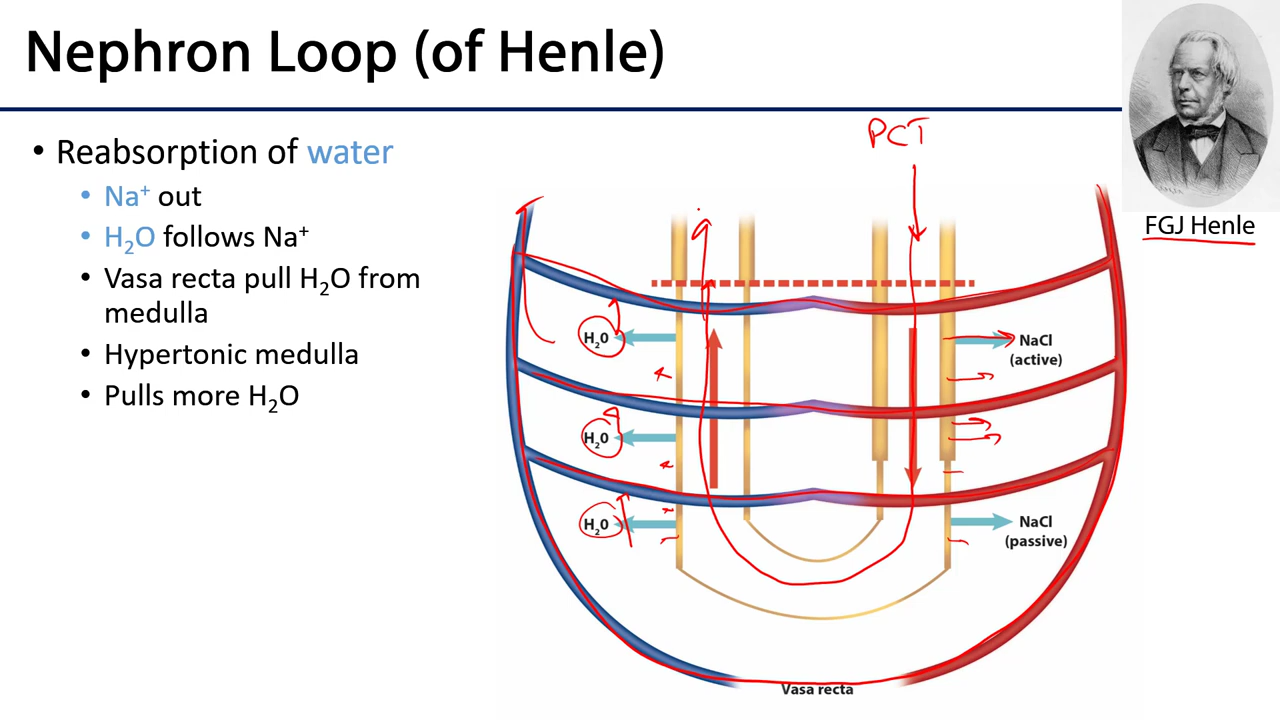 Nephron Loop (of Henle)
• Reabsorption of water
• Na⁺ out
• H₂O follows Na⁺
• Vasa recta pull H₂O from
medulla
• Hypertonic medulla
• Pulls more H₂O
PCT
FGJ Henle
H₂O
NaCl
(active)
H₂O
H₂O
NaCl
(passive)
Vasa recta